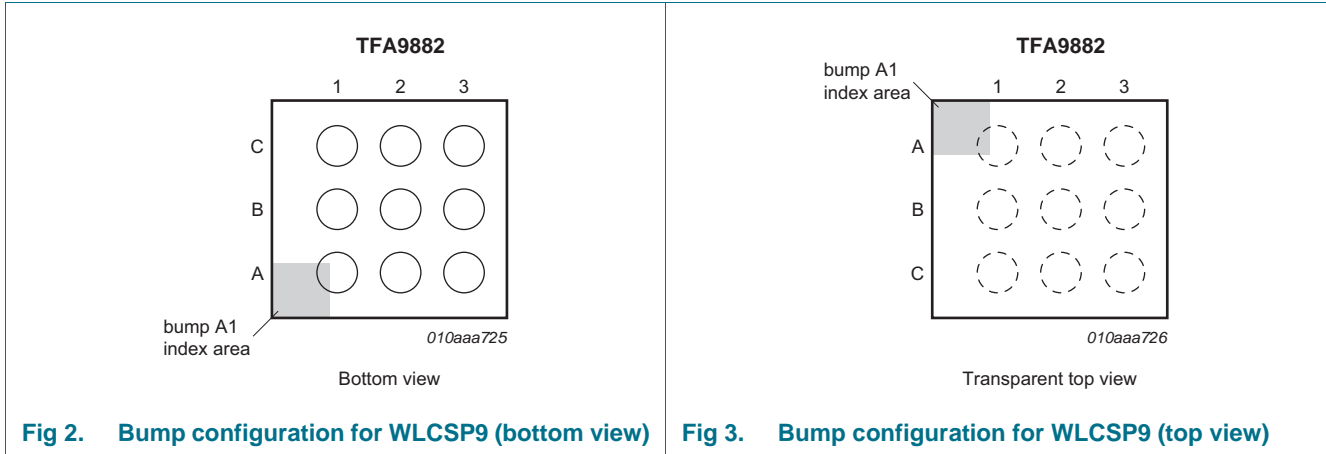 TFA9882
1 2 3
C
B
A
bump A1
index area
010aaa725
Bottom view
Fig 2. Bump configuration for WLCSP9 (bottom view)
TFA9882
bump A1
index area
1 2 3
A
B
C
010aaa726
Transparent top view
Fig 3. Bump configuration for WLCSP9 (top view)